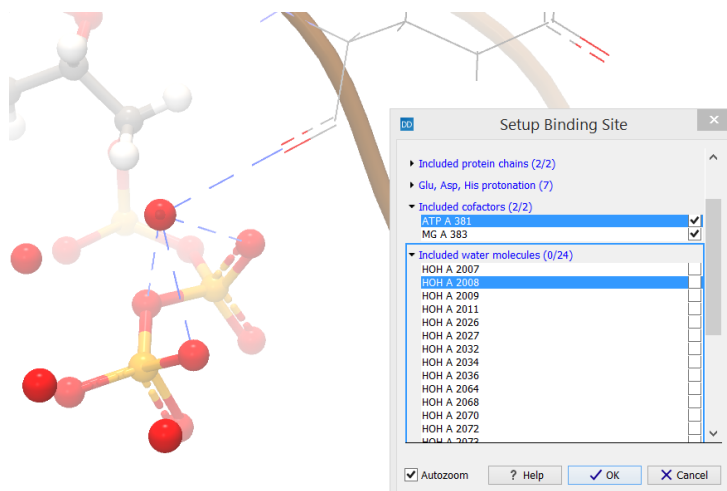 DD Setup Binding Site
Included protein chains (2/2)
Glu, Asp, His protonation (7)
Included cofactors (2/2)
ATP A 381
MG A 383
Included water molecules (0/24)
HOH A 2007
HOH A 2008
HOH A 2009
HOH A 2011
HOH A 2026
HOH A 2027
HOH A 2032
HOH A 2034
HOH A 2036
HOH A 2064
HOH A 2068
HOH A 2070
HOH A 2072
HOH A 2073
Autozoom ? Help OK Cancel